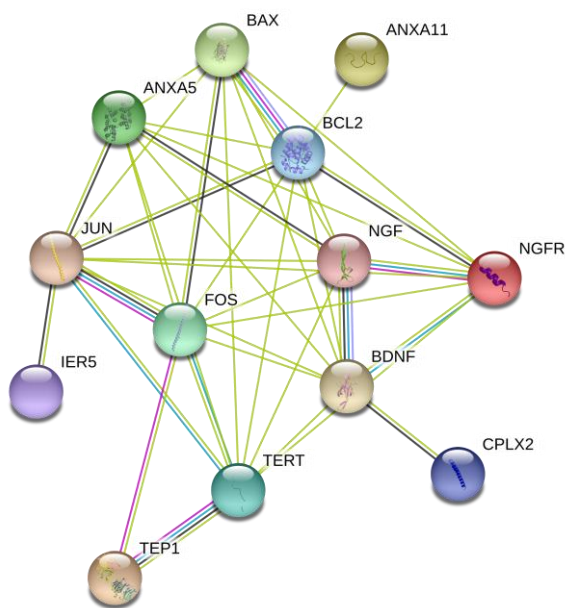 BAX
ANXA11
ANXA5
BCL2
JUN
NGF
NGFR
FOS
IER5
BDNF
CPLX2
TERT
TEP1